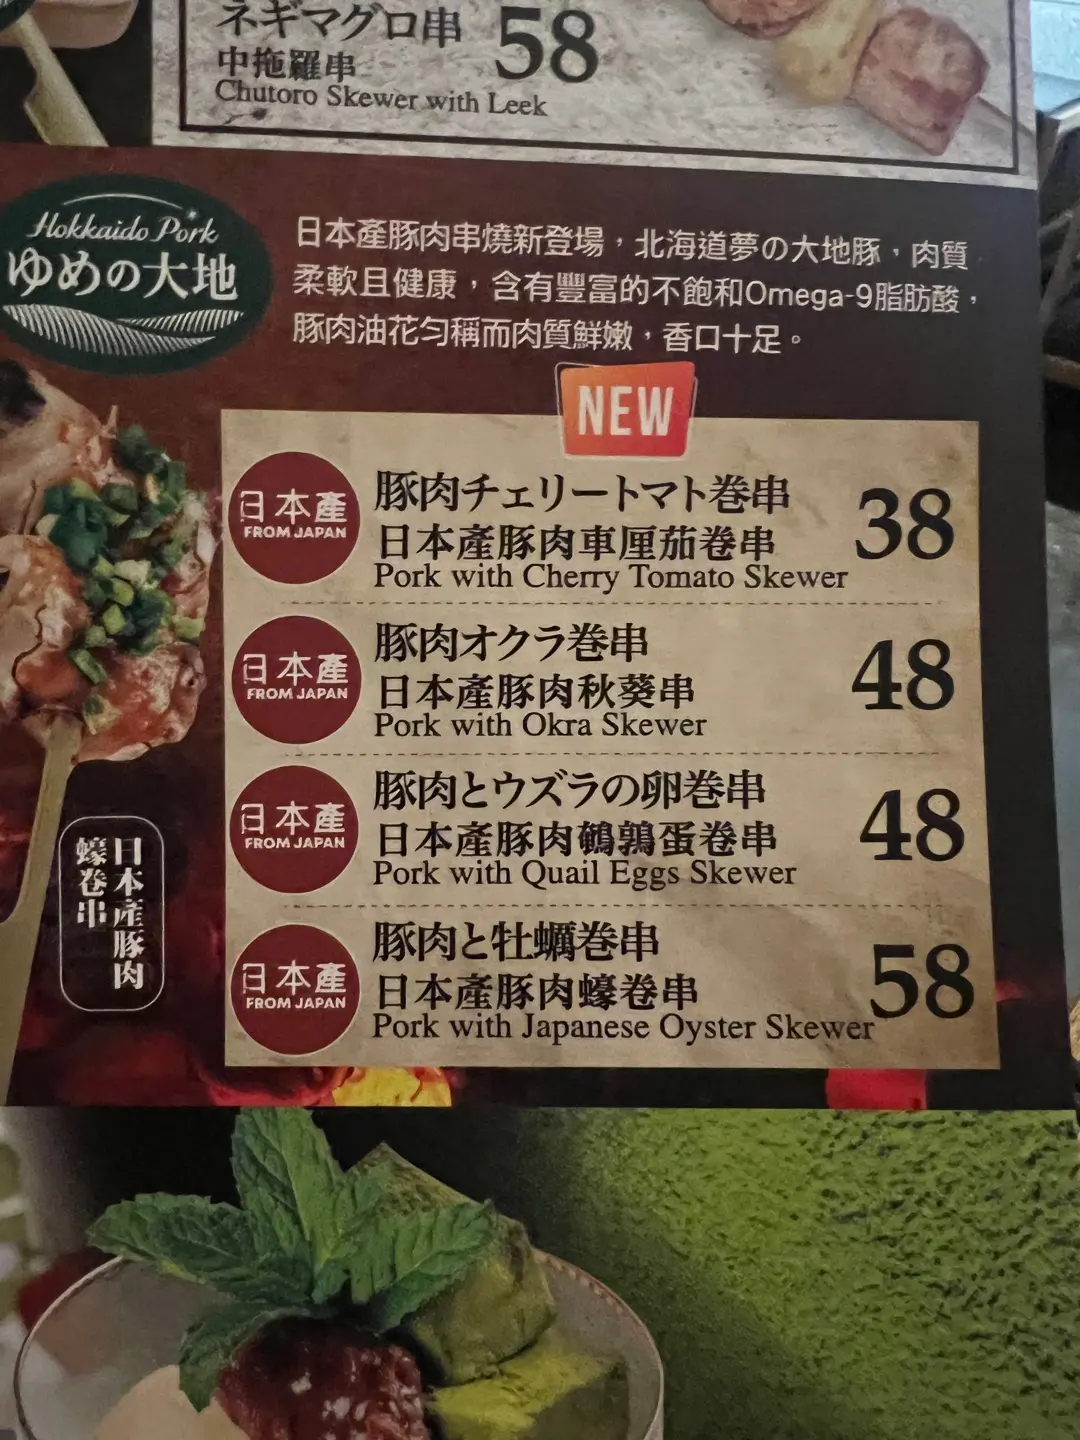 ネギマグロ串
58
中拖羅串
Chutoro Skewer with Leek
Hokkaido Pork
ゆめの大地
日本產豚肉串燒新登場，北海道夢の大地豚，肉質
柔軟且健康，含有豐富的不飽和Omega-9脂肪酸，
豚肉油花勻稱而肉質鮮嫩，香口十足。
NEW
日本產
FROM JAPAN
豚肉チェリートマト巻串
日本產豚肉車厘茄卷串
Pork with Cherry Tomato Skewer
38
日本產
FROM JAPAN
豚肉オクラ巻串
日本產豚肉秋葵串
Pork with Okra Skewer
48
日本產
FROM JAPAN
豚肉とウズラの卵巻串
日本產豚肉鵪鶉蛋卷串
Pork with Quail Eggs Skewer
48
日本產
FROM JAPAN
豚肉と牡蠣巻串
日本產豚肉蠔卷串
Pork with Japanese Oyster Skewer
58
日本產豚肉
蠔卷串